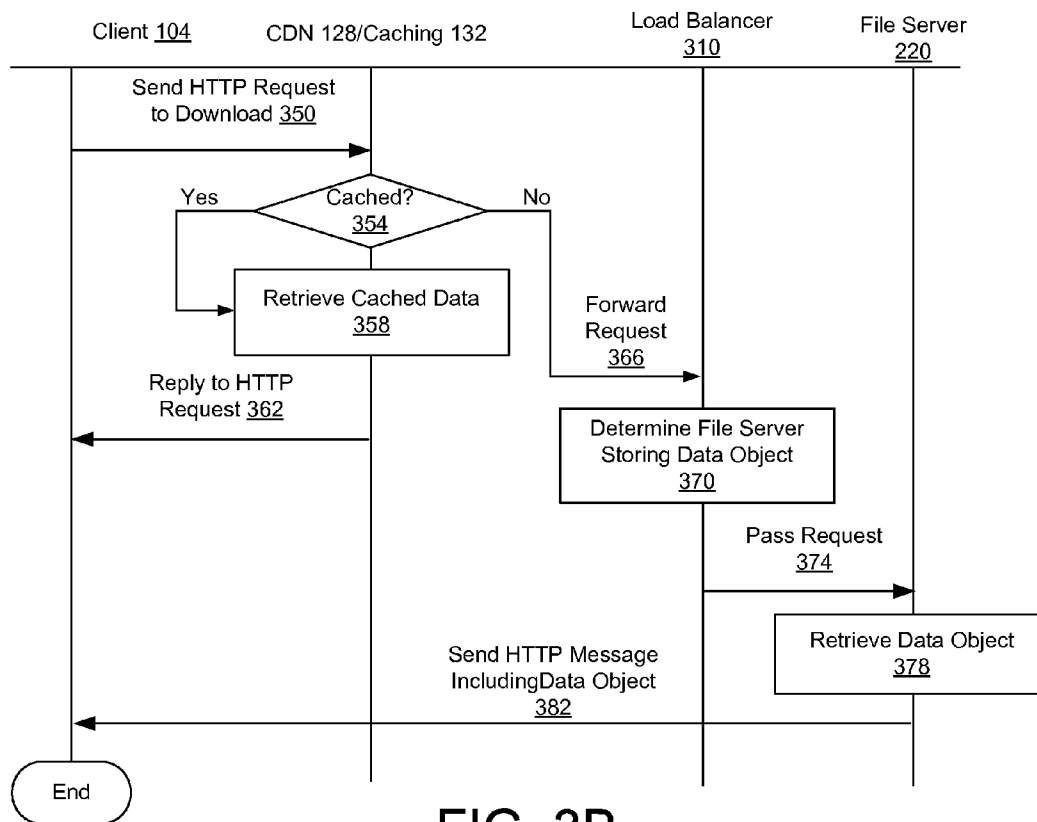 Client 104
CDN 128/Caching 132
Load Balancer
310
File Server
220
Send HTTP Request
to Download 350
Yes
Cached?
354
No
Retrieve Cached Data
358
Forward
Request
366
Reply to HTTP
Request 362
Determine File Server
Storing Data Object
370
Pass Request
374
Retrieve Data Object
378
Send HTTP Message
IncludingData Object
382
End